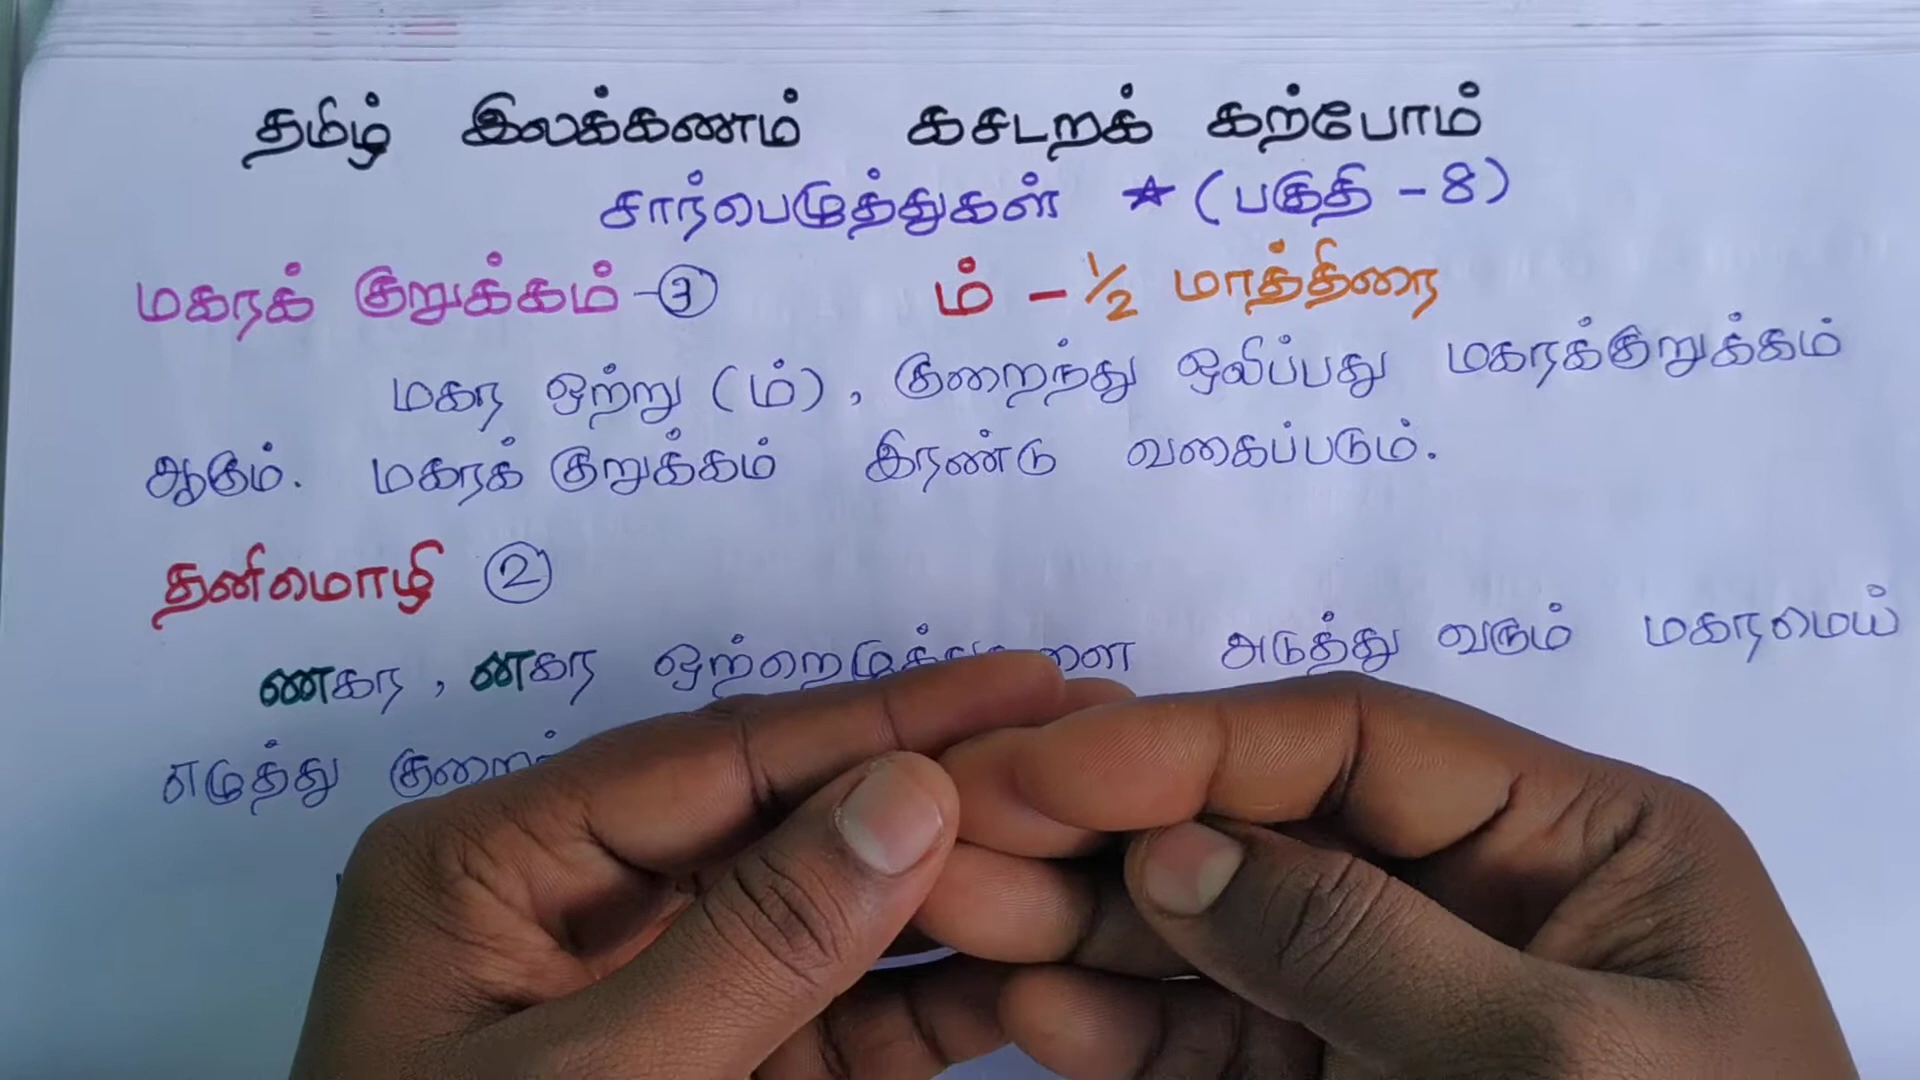 தமிழ் இலக்கணம் கசடறக் கற்போம்
சார்பெழுத்துகள் ★ (பகுதி - 8)
மகரக் குறுக்கம் - 3 ம் - 1/2 மாத்திரை
மகர ஒற்று (ம்), குறைந்து ஒலிப்பது மகரக்குறுக்கம்
ஆகும். மகரக் குறுக்கம் இரண்டு வகைப்படும்.
தனிமொழி 2
ணகர, னகர அடுத்து வரும் மகரமெய்
எழுத்து